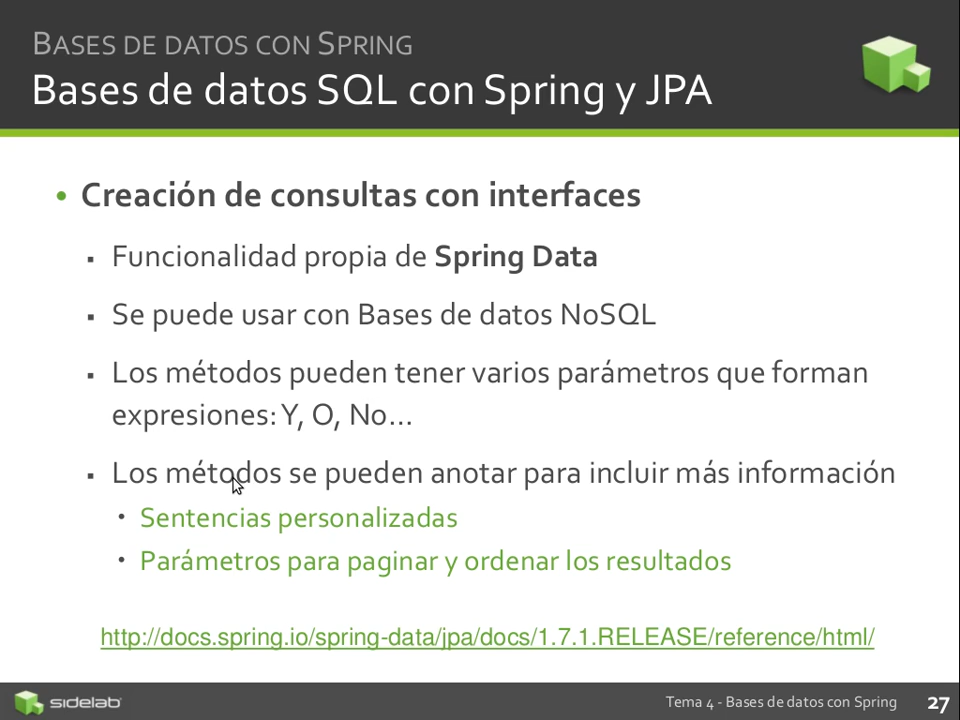 BASES DE DATOS CON SPRING
Bases de datos SQL con Spring y JPA
• Creación de consultas con interfaces
▪ Funcionalidad propia de Spring Data
▪ Se puede usar con Bases de datos NoSQL
▪ Los métodos pueden tener varios parámetros que forman
expresiones: Y, O, No...
▪ Los métodos se pueden anotar para incluir más información
• Sentencias personalizadas
• Parámetros para paginar y ordenar los resultados
http://docs.spring.io/spring-data/jpa/docs/1.7.1.RELEASE/reference/html/
sidelab
Tema 4 - Bases de datos con Spring 27